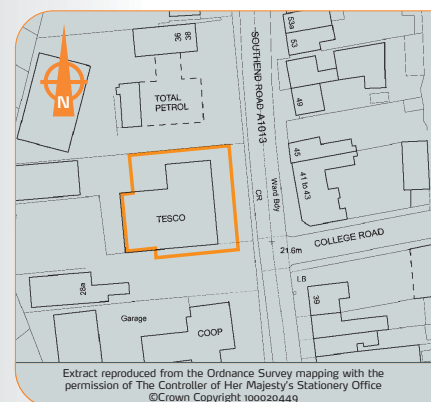 36
38
53a
53
N
TOTAL
PETROL
SOUTHEND ROAD A1013
49
45
41 to 43
CR
Ward Bdy
TESCO
21.6m
COLLEGE ROAD
LB
28a
39
Garage
COOP
Extract reproduced from the Ordnance Survey mapping with the
permission of The Controller of Her Majesty's Stationery Office
©Crown Copyright 100020449